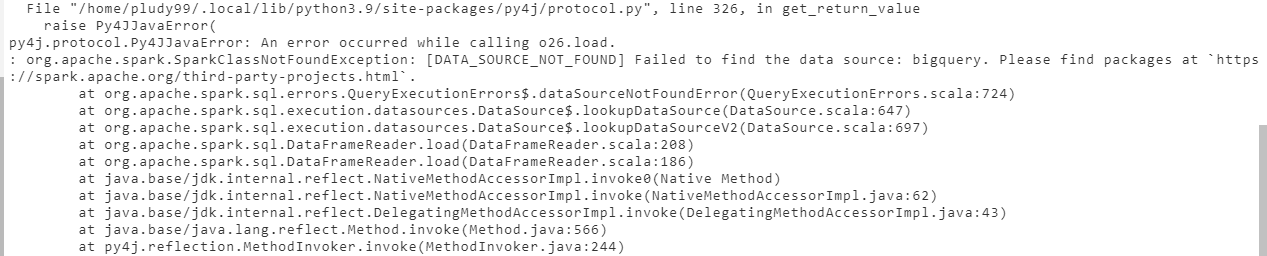 File "/home/pludy99/.local/lib/python3.9/site-packages/py4j/protocol.py", line 326, in get_return_value
raise Py4JJavaError(
py4j.protocol.Py4JJavaError: An error occurred while calling o26.load.
: org.apache.spark.SparkClassNotFoundException: [DATA_SOURCE_NOT_FOUND] Failed to find the data source: bigquery. Please find packages at `https
://spark.apache.org/third-party-projects.html`.
at org.apache.spark.sql.errors.QueryExecutionErrors$.dataSourceNotFoundError(QueryExecutionErrors.scala:724)
at org.apache.spark.sql.execution.datasources.DataSource$.lookupDataSource(DataSource.scala:647)
at org.apache.spark.sql.execution.datasources.DataSource$.lookupDataSourceV2(DataSource.scala:697)
at org.apache.spark.sql.DataFrameReader.load(DataFrameReader.scala:208)
at org.apache.spark.sql.DataFrameReader.load(DataFrameReader.scala:186)
at java.base/jdk.internal.reflect.NativeMethodAccessorImpl.invoke0(Native Method)
at java.base/jdk.internal.reflect.NativeMethodAccessorImpl.invoke(NativeMethodAccessorImpl.java:62)
at java.base/jdk.internal.reflect.DelegatingMethodAccessorImpl.invoke(DelegatingMethodAccessorImpl.java:43)
at java.base/java.lang.reflect.Method.invoke(Method.java:566)
at py4j.reflection.MethodInvoker.invoke(MethodInvoker.java:244)